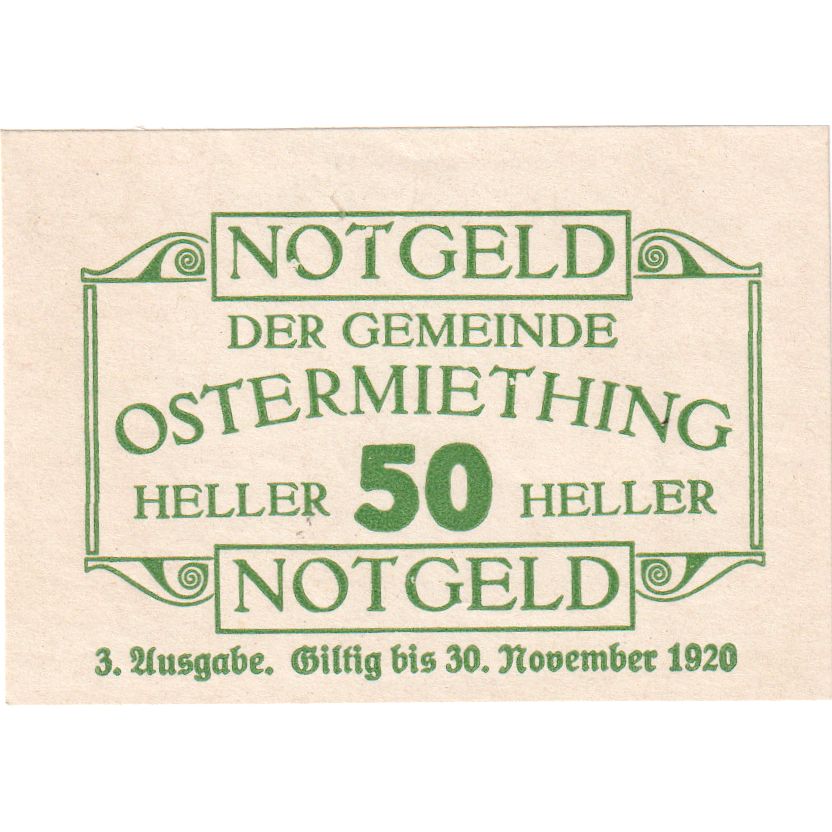 NOTGELD
DER GEMEINDE
OSTERMIETHING
HELLER 50 HELLER
NOTGELD
3. Ausgabe. Giltig bis 30. November 1920